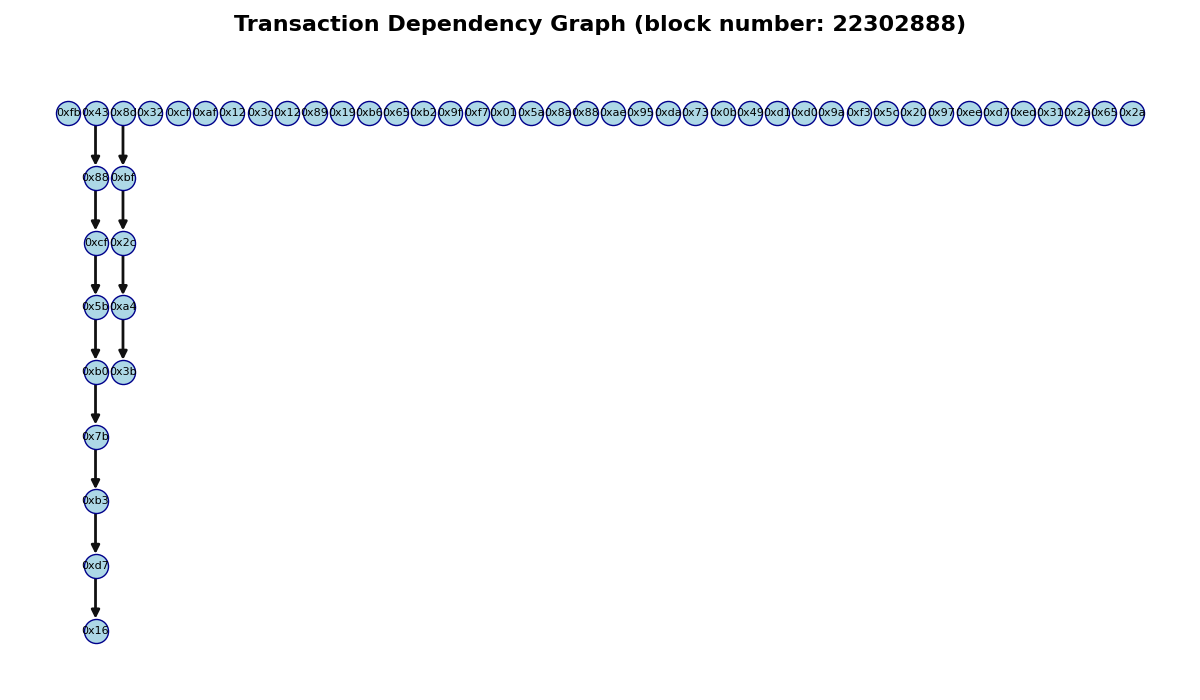 Transaction Dependency Graph (block number: 22302888)
0xfb 0x43 0x8d 0x32 0xcf 0xaf 0x12 0x3c 0x12 0x89 0x19 0xb6 0x65 0xb2 0x9f 0xf7 0x01 0x5a 0x8a 0x88 0xae 0x95 0xda 0x73 0x0b 0x49 0xd1 0xd0 0x9a 0xf3 0x5c 0x20 0x97 0xee 0xd7 0xed 0x31 0x2a 0x65 0x2a
0x88 0xbf
0xcf 0x2c
0x5b 0xa4
0xb0 0x3b
0x7b
0xb3
0xd7
0x16